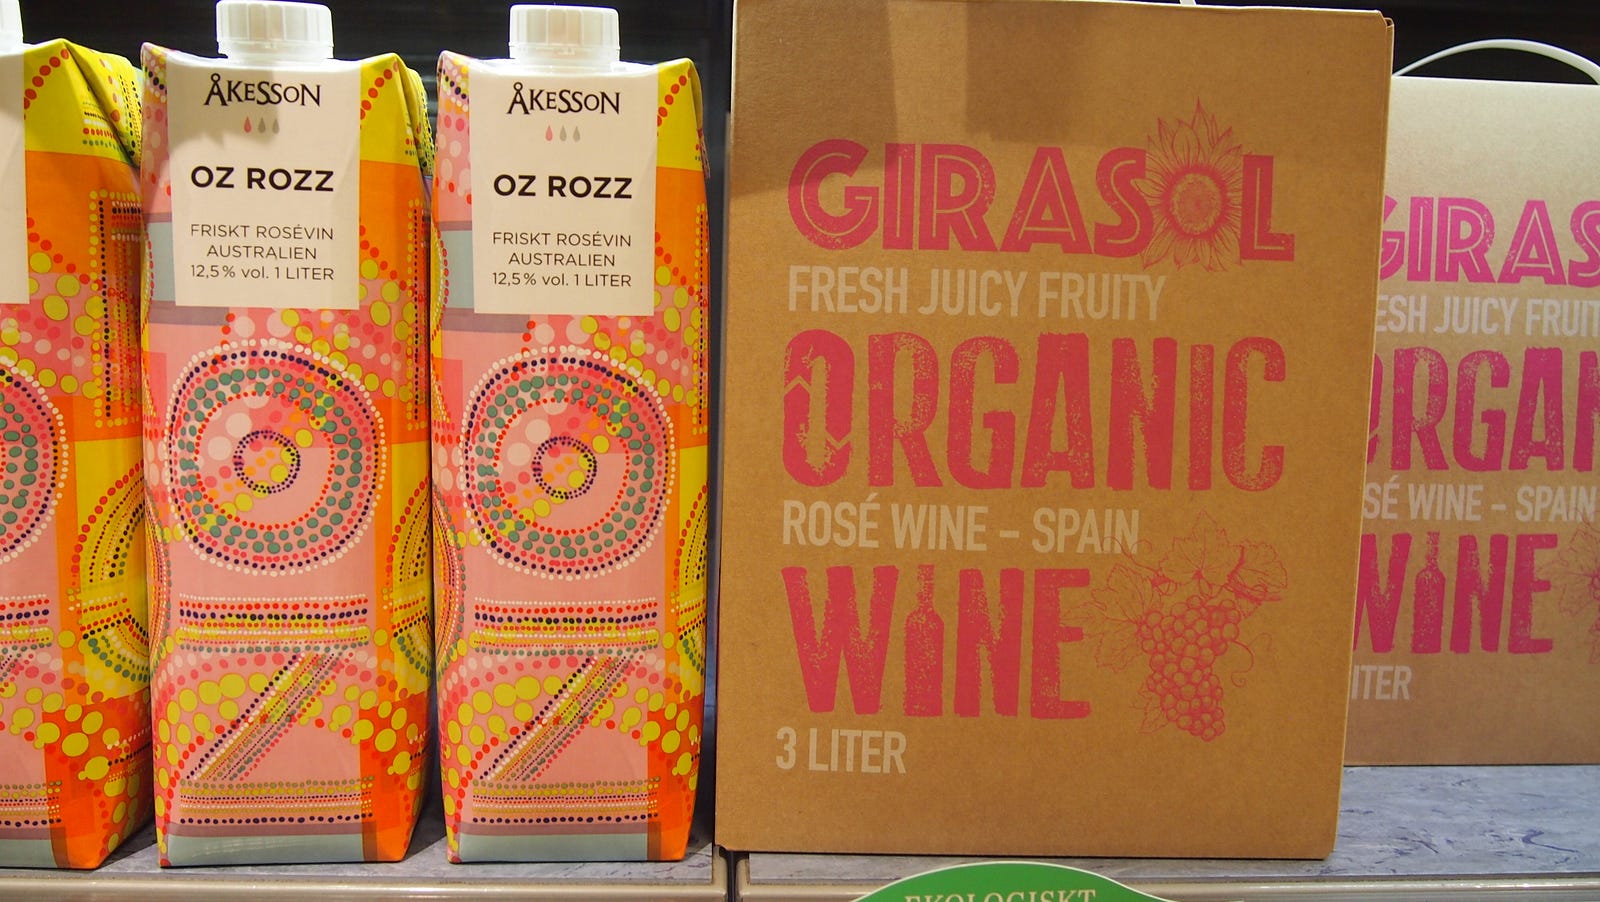 ÅKESSON
OZ ROZZ
FRISKT ROSÉVIN
AUSTRALIEN
12,5% vol. 1 LITER
ÅKESSON
OZ ROZZ
FRISKT ROSÉVIN
AUSTRALIEN
12,5% vol. 1 LITER
GIRASOL
FRESH JUICY FRUITY
ORGANIC
ROSÉ WINE – SPAIN
WINE
3 LITER
GIRAS
ESH JUICY FRUIT
ORGAN
SÉ WINE – SPAIN
WINE
ITER
EKOLOGISKT